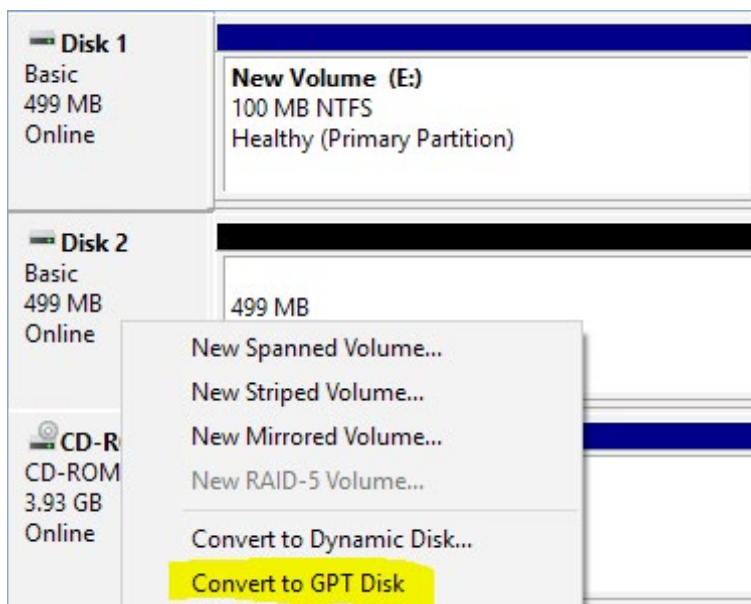 Disk 1
Basic
499 MB
Online
New Volume (E:)
100 MB NTFS
Healthy (Primary Partition)
Disk 2
Basic
499 MB
Online
499 MB
New Spanned Volume...
New Striped Volume...
New Mirrored Volume...
New RAID-5 Volume...
Convert to Dynamic Disk...
Convert to GPT Disk
CD-R
CD-ROM
3.93 GB
Online